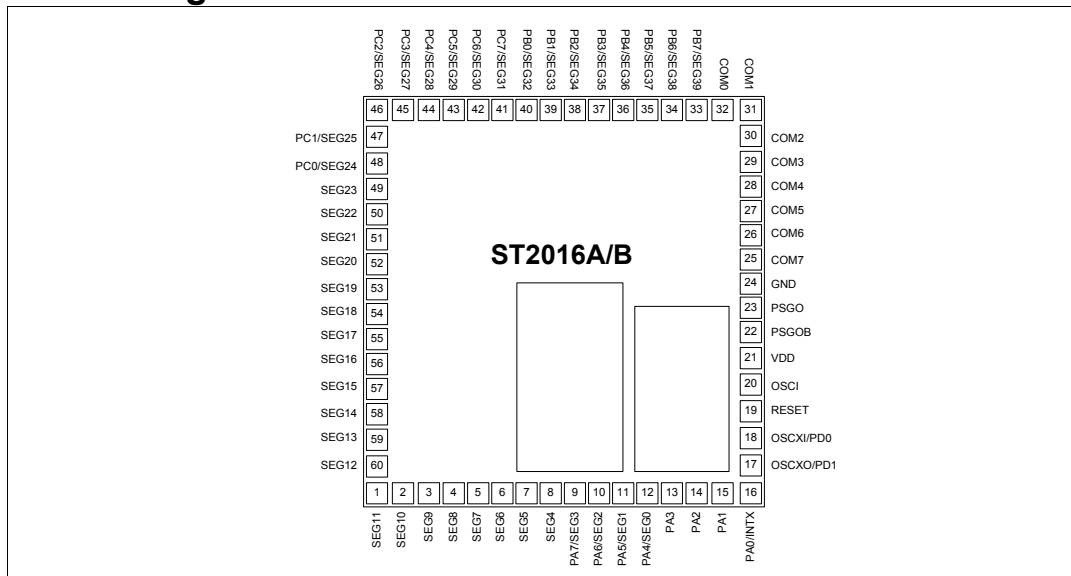 PC2/SEG26 PC3/SEG27 PC4/SEG28 PC5/SEG29 PC6/SEG30 PC7/SEG31 PB0/SEG32 PB1/SEG33 PB2/SEG34 PB3/SEG35 PB4/SEG36 PB5/SEG37 PB6/SEG38 PB7/SEG39 COM0 COM1
46 45 44 43 42 41 40 39 38 37 36 35 34 33 32 31
PC1/SEG25 47 30 COM2
PC0/SEG24 48 29 COM3
SEG23 49 28 COM4
SEG22 50 27 COM5
SEG21 51 26 COM6
ST2016A/B
SEG20 52 25 COM7
SEG19 53 24 GND
SEG18 54 23 PSGO
SEG17 55 22 PSGOB
SEG16 56 21 VDD
SEG15 57 20 OSCI
SEG14 58 19 RESET
SEG13 59 18 OSCXI/PD0
SEG12 60 17 OSCXO/PD1
1 2 3 4 5 6 7 8 9 10 11 12 13 14 15 16
SEG11 SEG10 SEG9 SEG8 SEG7 SEG6 SEG5 SEG4 PA7/SEG3 PA6/SEG2 PA5/SEG1 PA4/SEG0 PA3 PA2 PA1 PA0/INTX